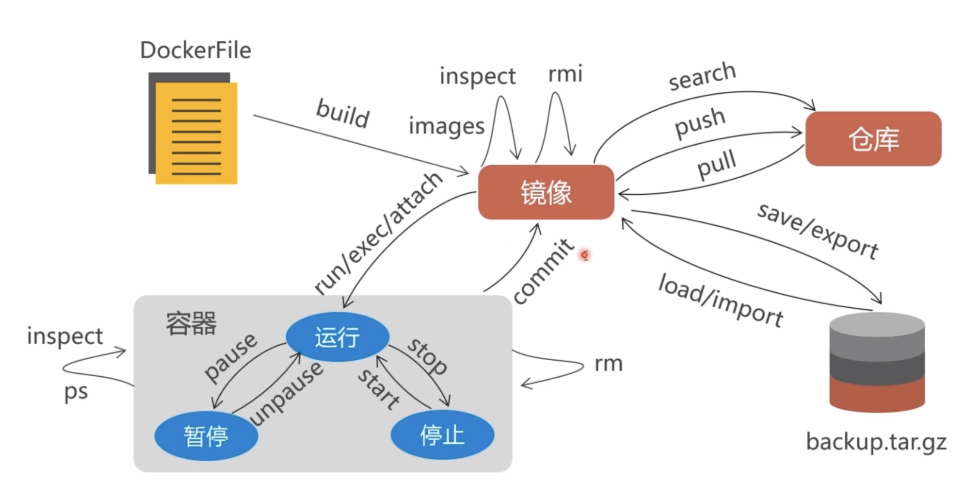 DockerFile
build
inspect
rmi
images
search
push
pull
仓库
镜像
run/exec/attach
commit
save/export
load/import
容器
运行
inspect
ps
pause
unpause
stop
start
rm
暂停
停止
backup.tar.gz